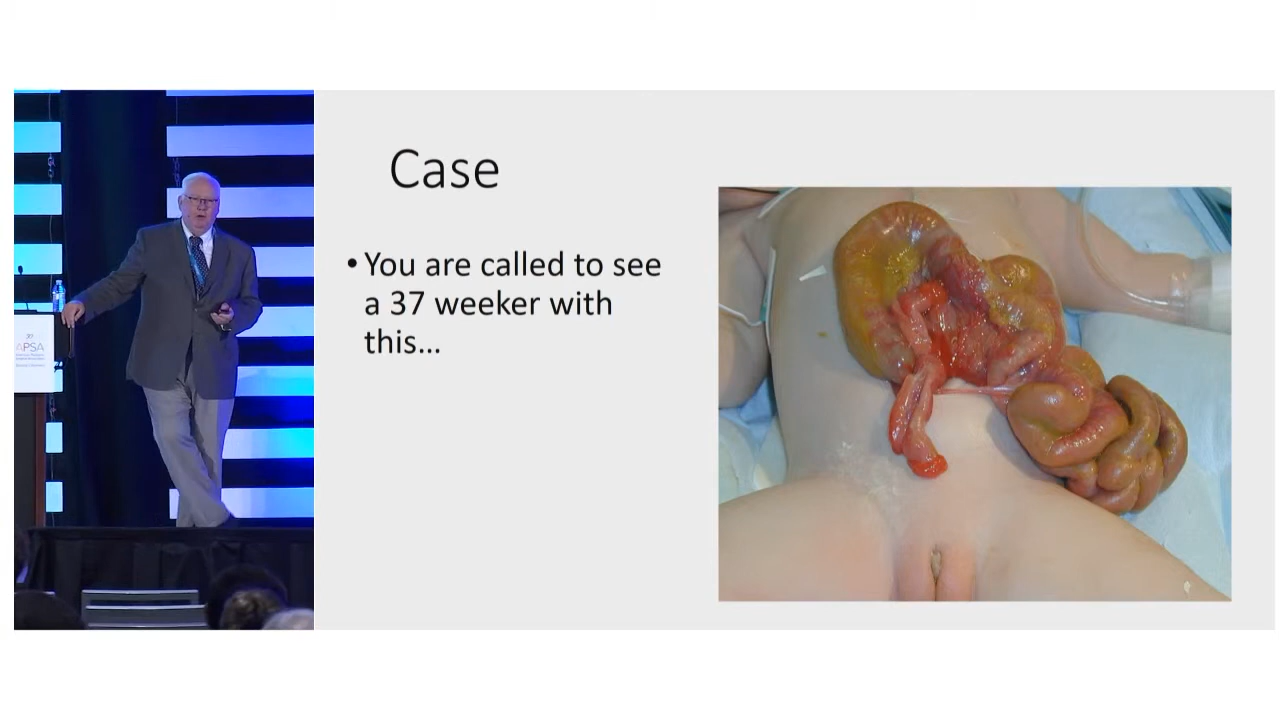 Case
• You are called to see
a 37 weeker with
this...
APSA